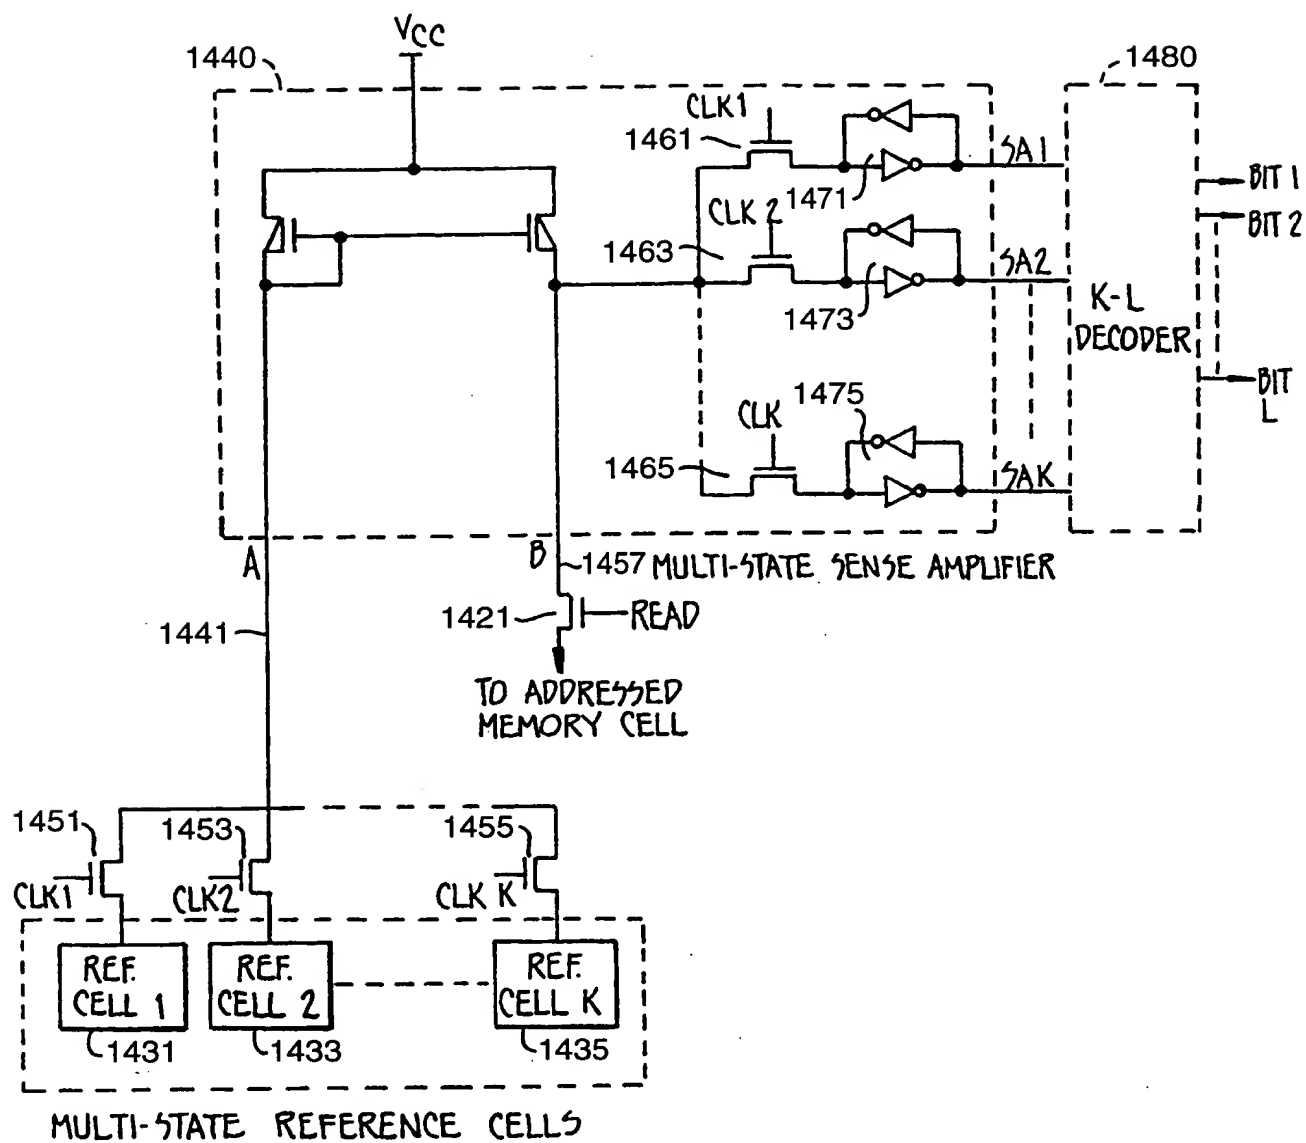 VCC
1440
1480
CLK1
1461
1471
SA1
BIT 1
CLK 2
BIT 2
1463
SA2
1473
K-L
DECODER
1475
CLK
BIT
L
1465
SAK
A
B
1457
MULTI-STATE SENSE AMPLIFIER
1421
READ
1441
TO ADDRESSED
MEMORY CELL
1451
1453
1455
CLK1
CLK2
CLK K
REF.
CELL 1
REF.
CELL 2
REF.
CELL K
1431
1433
1435
MULTI-STATE REFERENCE CELLS